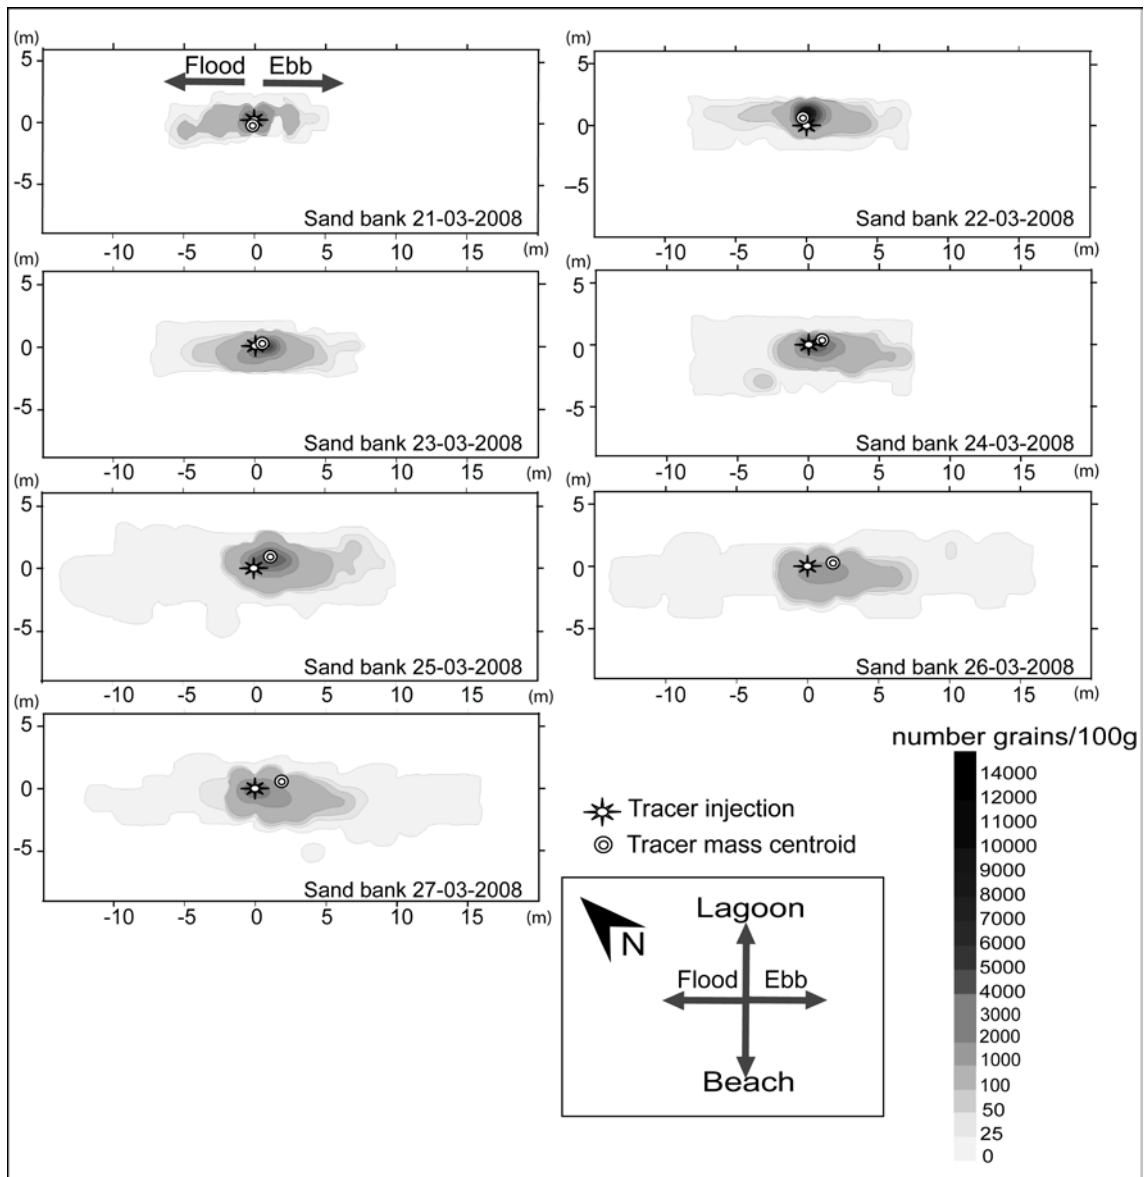 (m)
5
0
-5
Flood Ebb
Sand bank 21-03-2008
-10 -5 0 5 10 15 (m)
(m)
5
0
–5
Sand bank 22-03-2008
-10 -5 0 5 10 15 (m)
(m)
5
0
-5
Sand bank 23-03-2008
-10 -5 0 5 10 15 (m)
(m)
5
0
-5
Sand bank 24-03-2008
-10 -5 0 5 10 15 (m)
(m)
5
0
-5
Sand bank 25-03-2008
-10 -5 0 5 10 15 (m)
(m)
5
0
-5
Sand bank 26-03-2008
-10 -5 0 5 10 15 (m)
(m)
5
0
-5
Sand bank 27-03-2008
-10 -5 0 5 10 15 (m)
Tracer injection
Tracer mass centroid
N
Lagoon
Flood Ebb
Beach
number grains/100g
14000
12000
11000
10000
9000
8000
7000
6000
5000
4000
3000
2000
1000
100
50
25
0